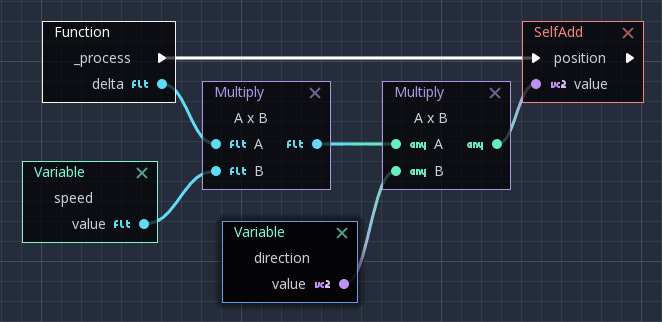 Function
_process
delta flt
Variable
speed
value flt
Multiply
A x B
flt A flt
flt B
Variable
direction
value vc2
Multiply
A x B
any A any
any B
SelfAdd
position
vc2 value